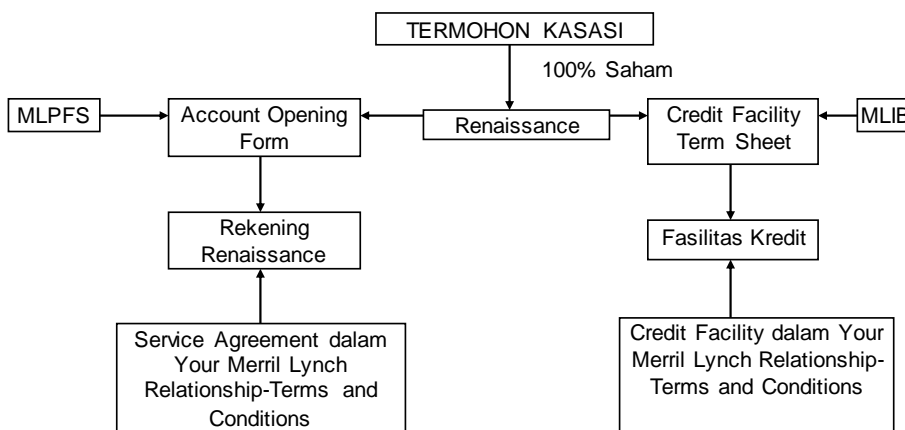 TERMOHON KASASI
100% Saham
MLPFS
Account Opening
Form
Renaissance
Credit Facility
Term Sheet
MLIB
Rekening
Renaissance
Fasilitas Kredit
Service Agreement dalam
Your Merril Lynch
Relationship-Terms and
Conditions
Credit Facility dalam Your
Merril Lynch Relationship-
Terms and Conditions